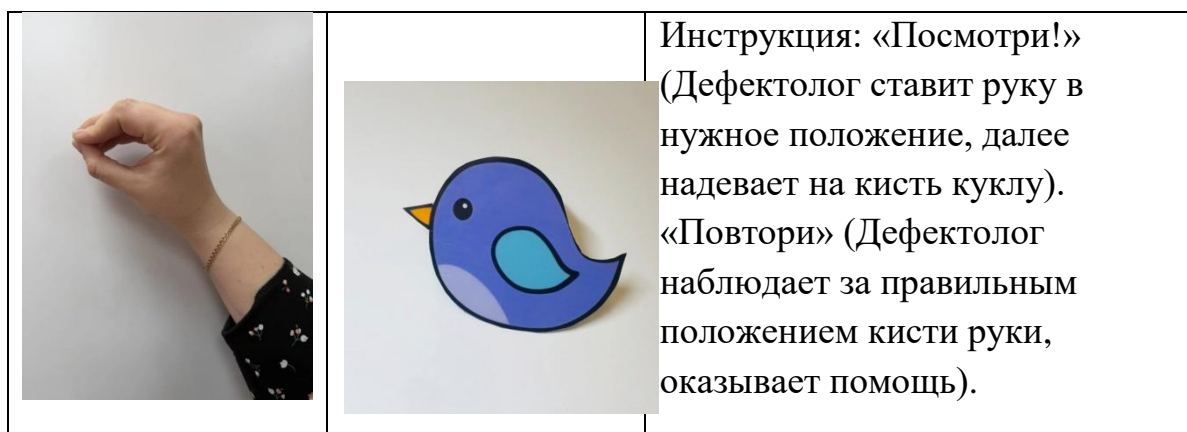 Инструкция: «Посмотри!»
(Дефектолог ставит руку в
нужное положение, далее
надевает на кисть куклу).
«Повтори» (Дефектолог
наблюдает за правильным
положением кисти руки,
оказывает помощь).